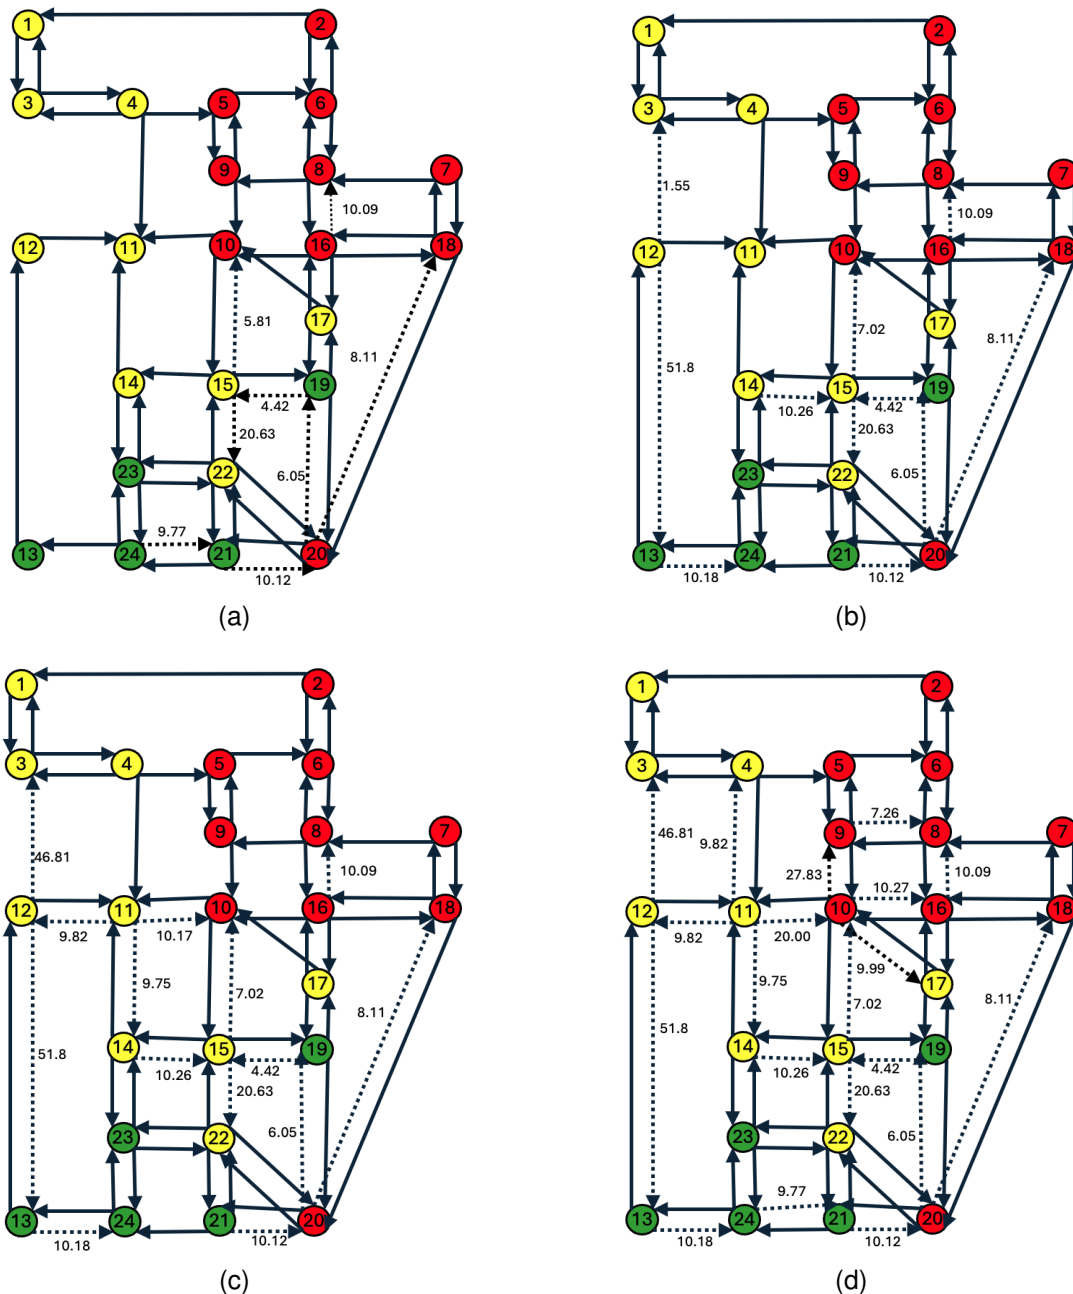 1 2
3 4 5 6
9 8 7
10.09
12 11 10 16 18
5.81 17
8.11
14 15 19
4.42
20.63
23 22 6.05
9.77
13 24 21 20
10.12
(a)
1 2
3 4 5 6
9 8 7
1.55 10.09
12 11 10 16 18
7.02 17
51.8 8.11
14 15 19
10.26 4.42
20.63
23 22 6.05
13 24 21 20
10.18 10.12
(b)
1 2
3 4 5 6
9 8 7
46.81 10.09
12 11 10 16 18
9.82 10.17
9.75 17
7.02 8.11
51.8 14 15 19
10.26 4.42
20.63
23 22 6.05
13 24 21 20
10.18 10.12
(c)
1 2
3 4 5 6
7.26
46.81 9.82 9 8 7
27.83 10.09
10.27
12 11 10 16 18
9.82 20.00
9.99
9.75 17
7.02 8.11
51.8 14 15 19
10.26 4.42
20.63
23 22 6.05
9.77
13 24 21 20
10.18 10.12
(d)